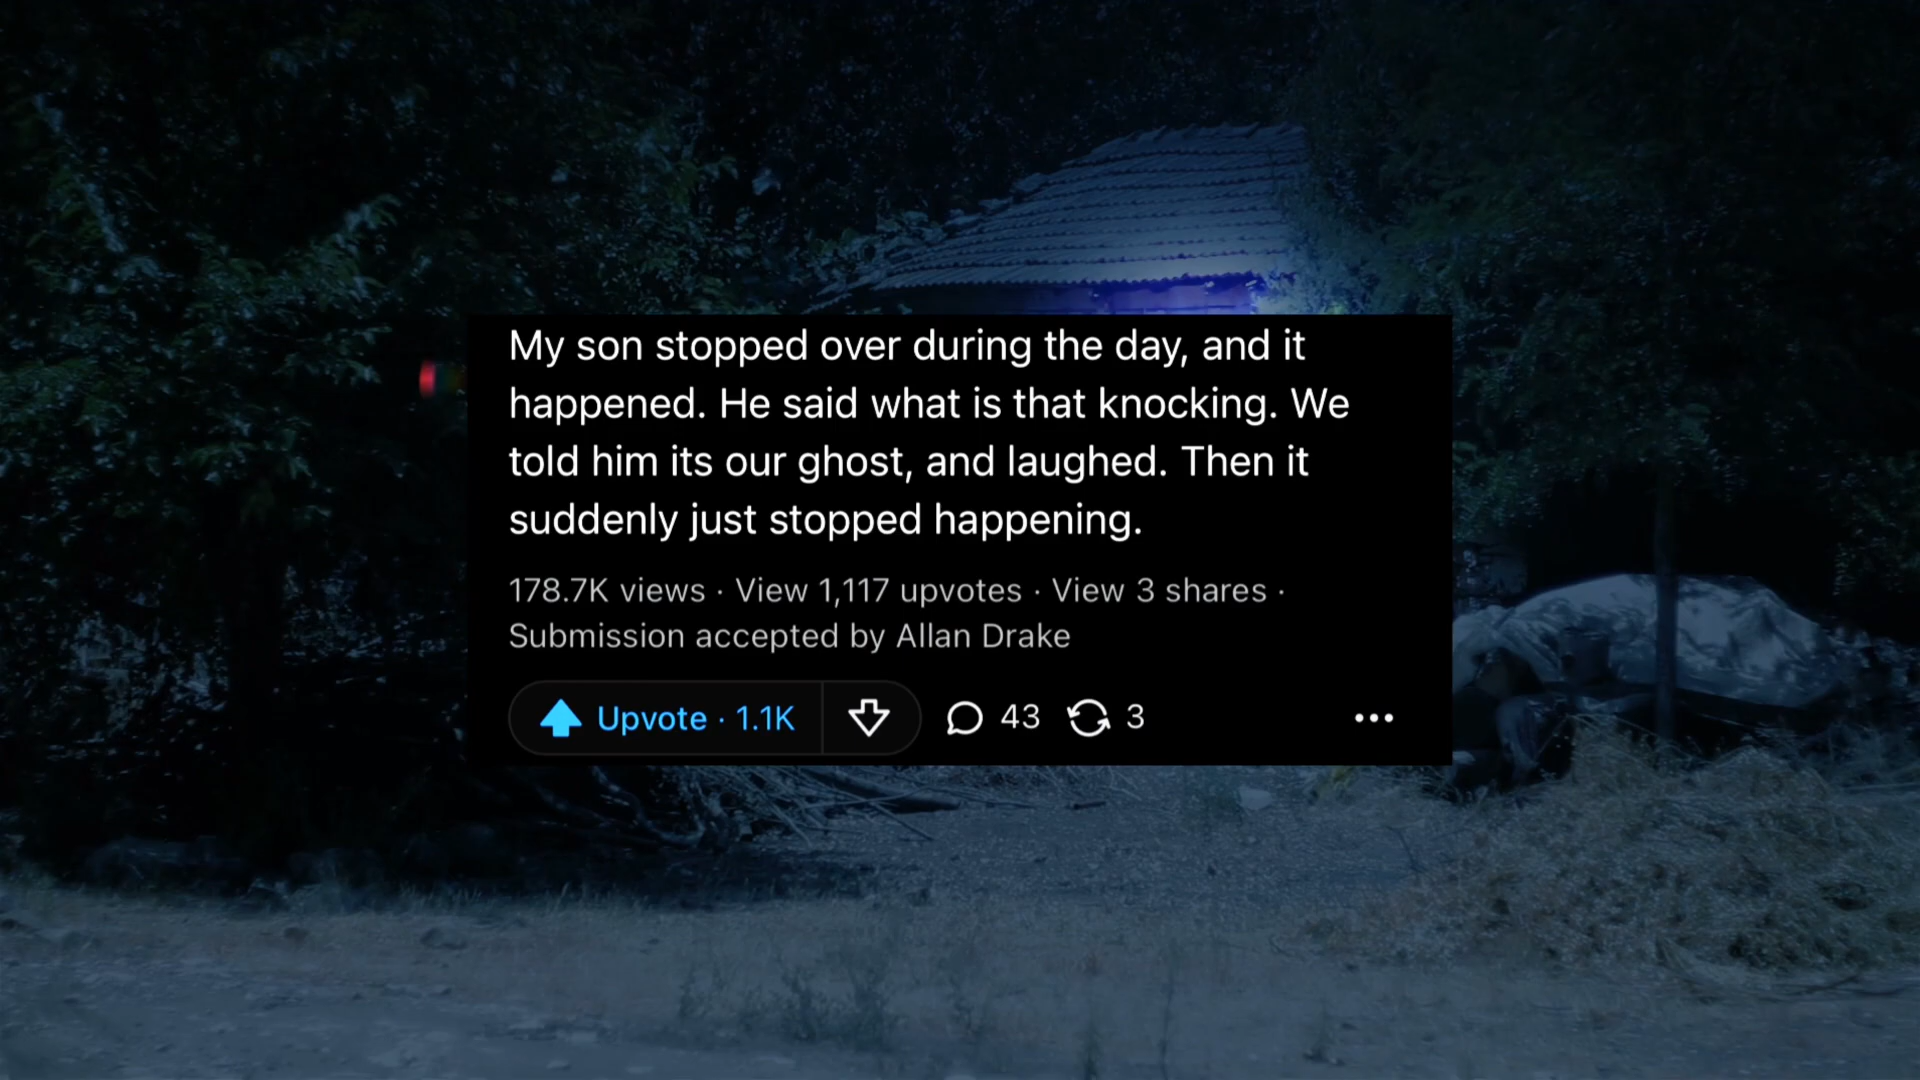 My son stopped over during the day, and it
happened. He said what is that knocking. We
told him its our ghost, and laughed. Then it
suddenly just stopped happening.
178.7K views · View 1,117 upvotes · View 3 shares ·
Submission accepted by Allan Drake
Upvote · 1.1K 43 3